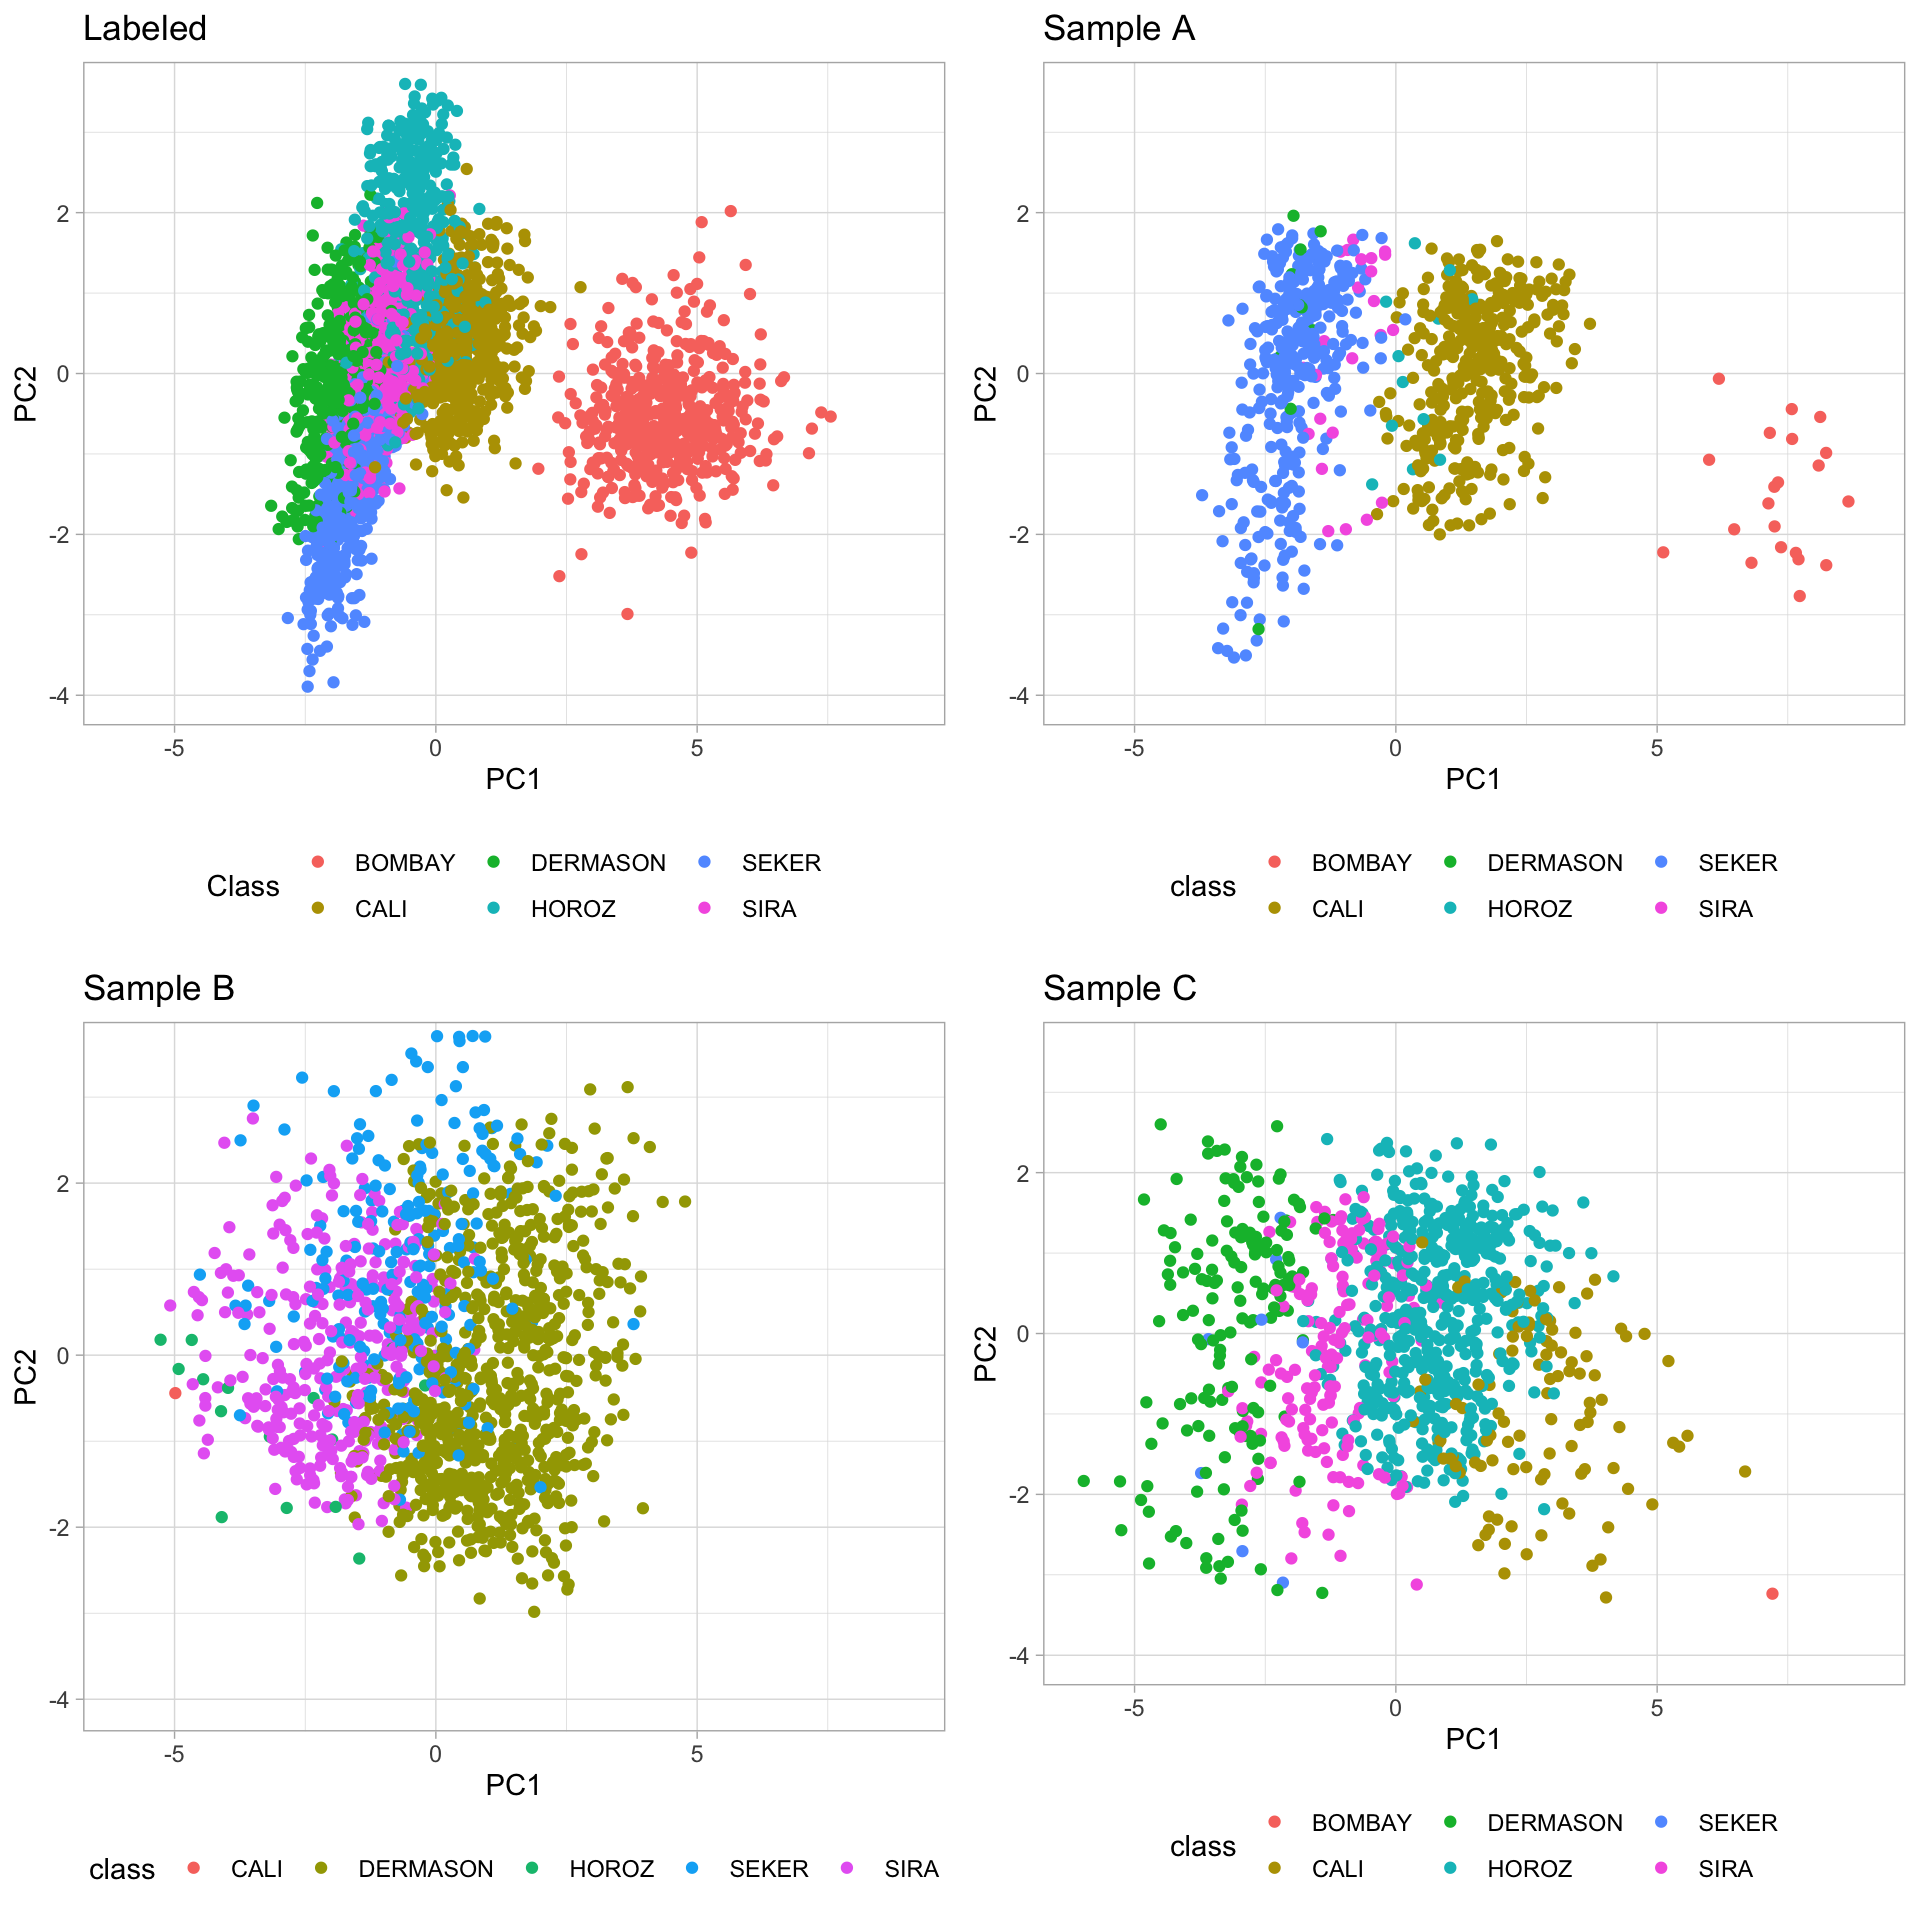 Labeled
2
0
-2
-4
PC2
-5 0 5
PC1
Class
BOMBAY DERMASON SEKER
CALI HOROZ SIRA
Sample A
2
0
-2
-4
PC2
-5 0 5
PC1
class
BOMBAY DERMASON SEKER
CALI HOROZ SIRA
Sample B
2
0
-2
-4
PC2
-5 0 5
PC1
class CALI DERMASON HOROZ SEKER SIRA
Sample C
2
0
-2
-4
PC2
-5 0 5
PC1
class
BOMBAY DERMASON SEKER
CALI HOROZ SIRA